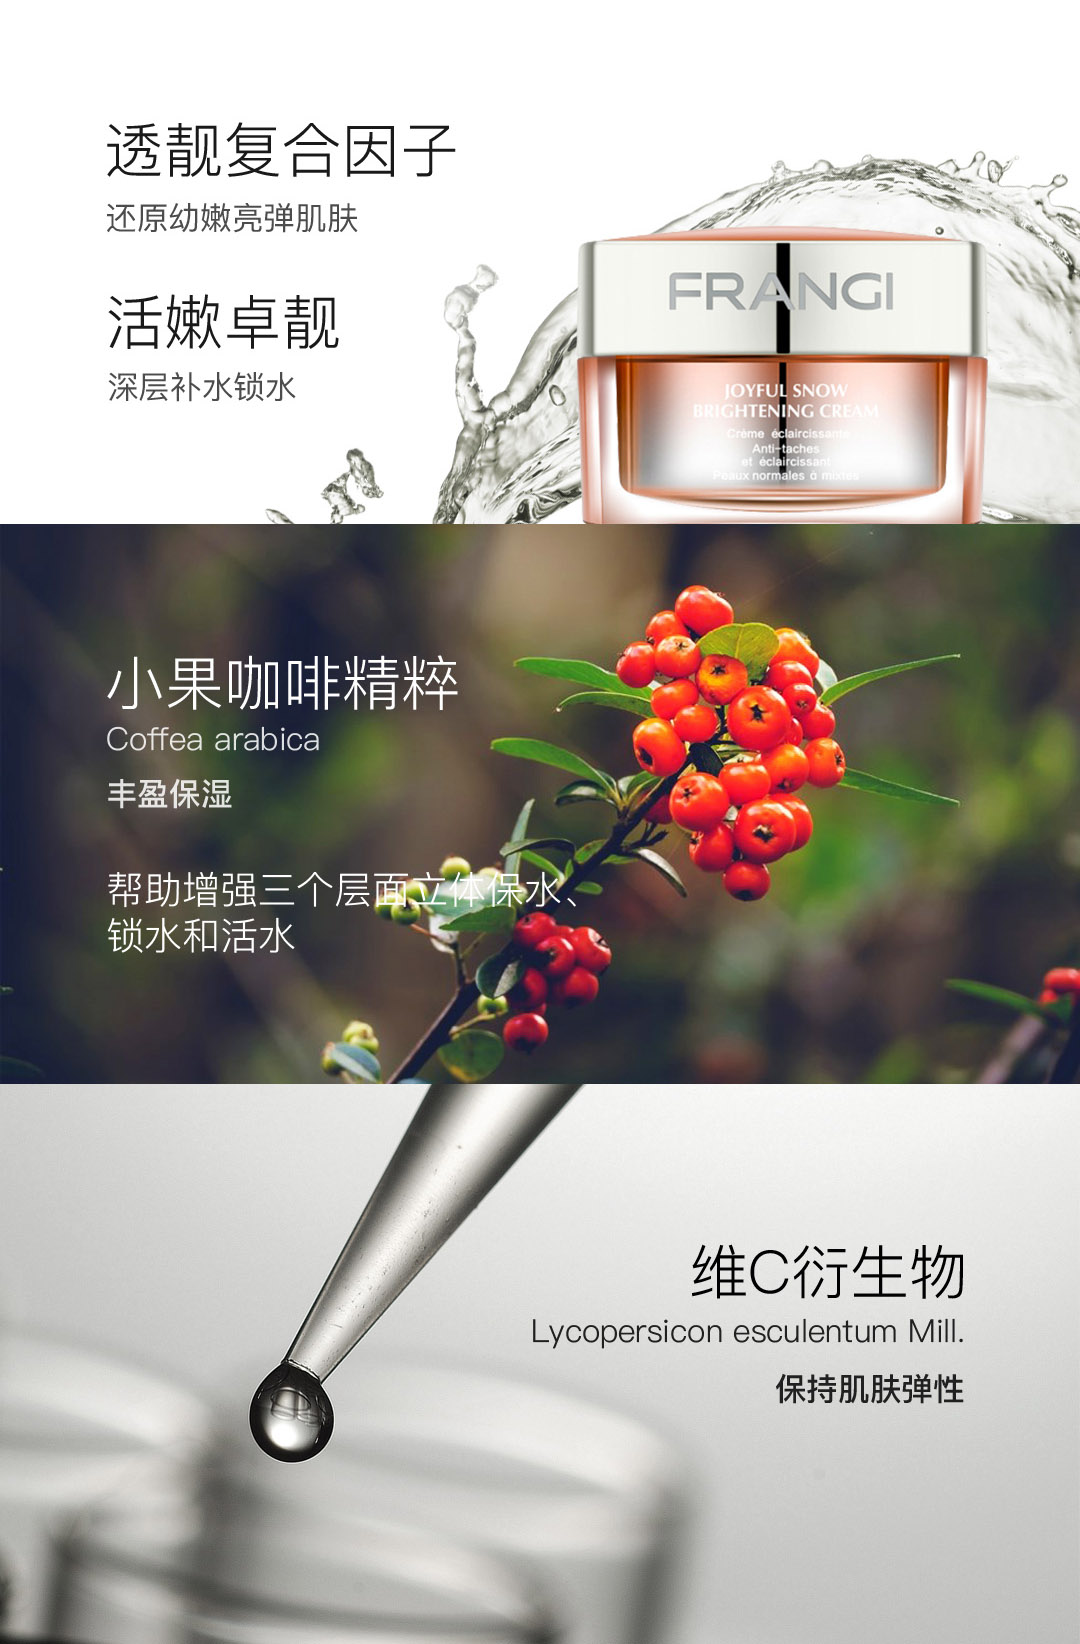 透靓复合因子
还原幼嫩亮弹肌肤
活嫰卓靓
深层补水锁水
FRANGI
JOYFUL SNOW
BRIGHTENING CREAM
Crème éclaircissante
Anti-taches
et éclaircissant
Peaux normales à mixtes
小果咖啡精粹
Coffea arabica
丰盈保湿
帮助增强三个层面立体保水、
锁水和活水
维C衍生物
Lycopersicon esculentum Mill.
保持肌肤弹性